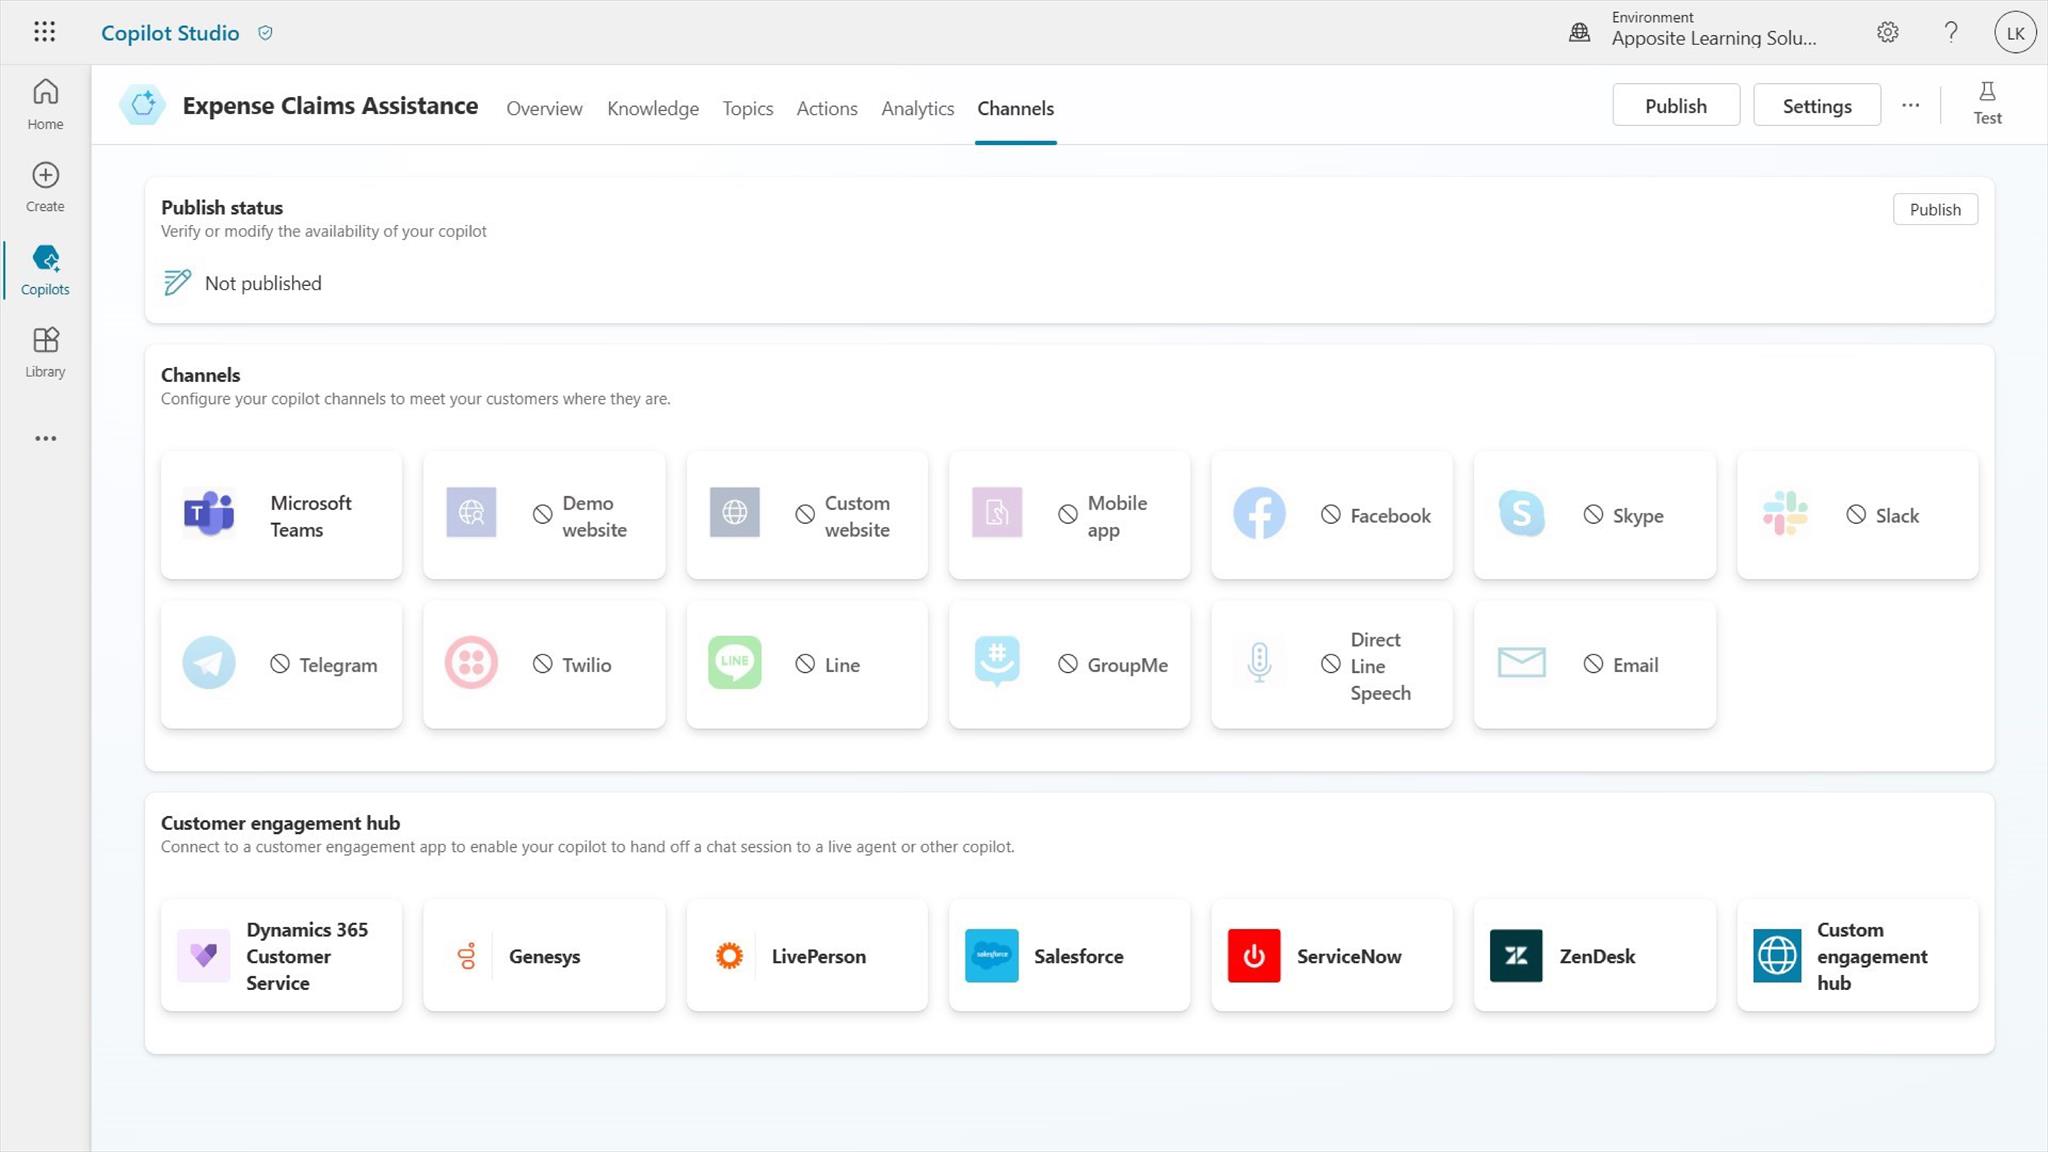 Copilot Studio
Environment
Apposite Learning Solu...
LK
Home
Create
Copilots
Library
Expense Claims Assistance
Overview
Knowledge
Topics
Actions
Analytics
Channels
Publish
Settings
Test
Publish status
Verify or modify the availability of your copilot
Publish
Not published
Channels
Configure your copilot channels to meet your customers where they are.
T
Microsoft
Teams
Demo
website
Custom
website
Mobile
app
Facebook
S
Skype
Slack
Telegram
Twilio
LINE
Line
#
GroupMe
Direct
Line
Speech
Email
Customer engagement hub
Connect to a customer engagement app to enable your copilot to hand off a chat session to a live agent or other copilot.
Dynamics 365
Customer
Service
Genesys
LivePerson
salesforce
Salesforce
ServiceNow
ZenDesk
Custom
engagement
hub